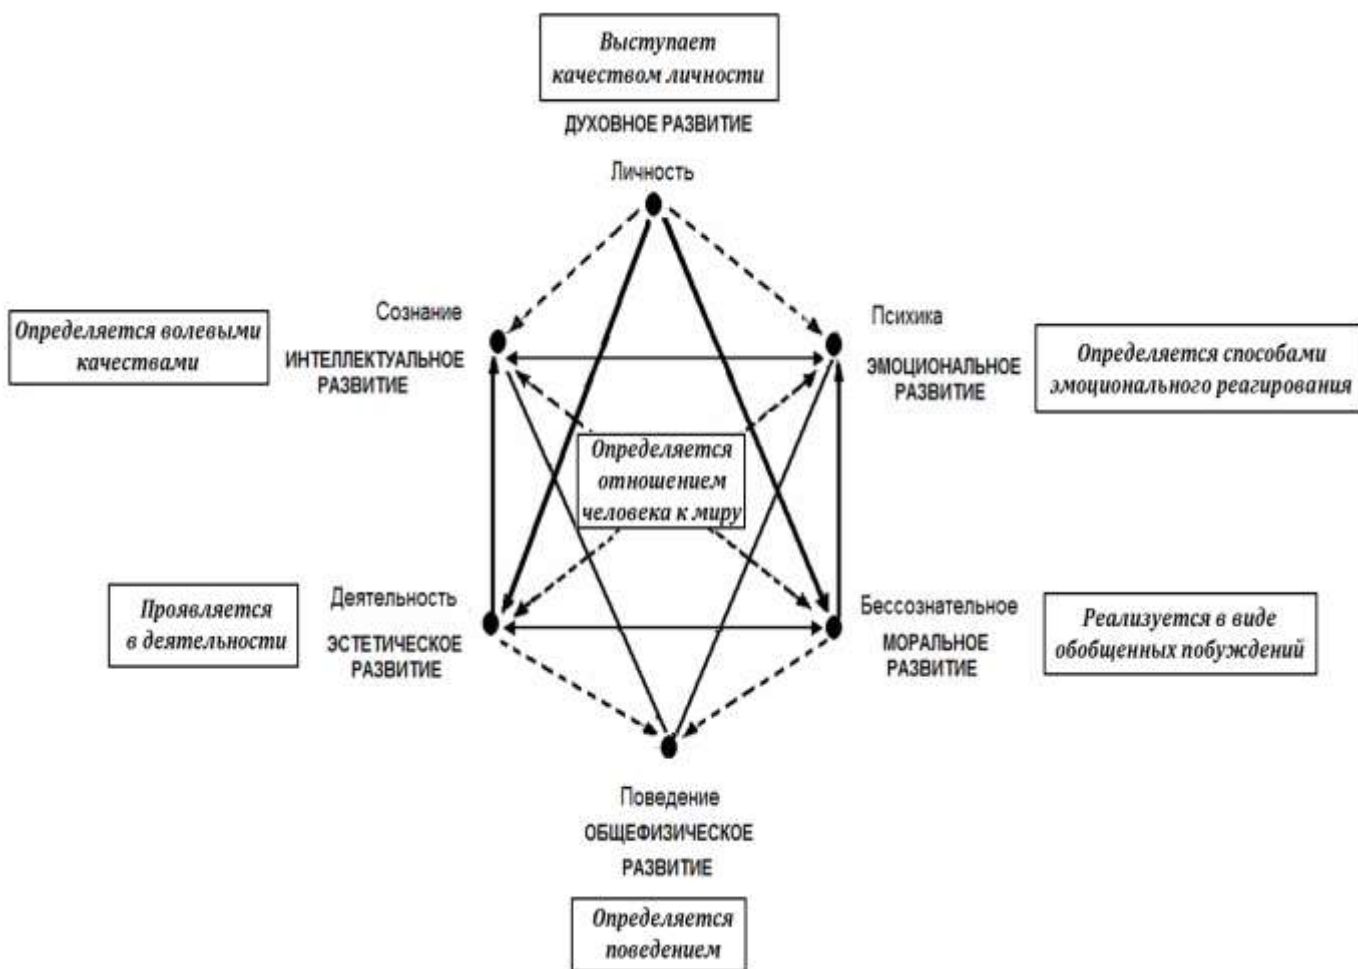 Выступает
качеством личности
ДУХОВНОЕ РАЗВИТИЕ
Личность
Сознание
ИНТЕЛЛЕКТУАЛЬНОЕ
РАЗВИТИЕ
Определяется волевыми
качествами
Психика
ЭМОЦИОНАЛЬНОЕ
РАЗВИТИЕ
Определяется способами
эмоционального реагирования
Определяется
отношением
человека к миру
Проявляется
в деятельности
Деятельность
ЭСТЕТИЧЕСКОЕ
РАЗВИТИЕ
Бессознательное
МОРАЛЬНОЕ
РАЗВИТИЕ
Реализуется в виде
обобщенных побуждений
Поведение
ОБЩЕФИЗИЧЕСКОЕ
РАЗВИТИЕ
Определяется
поведением